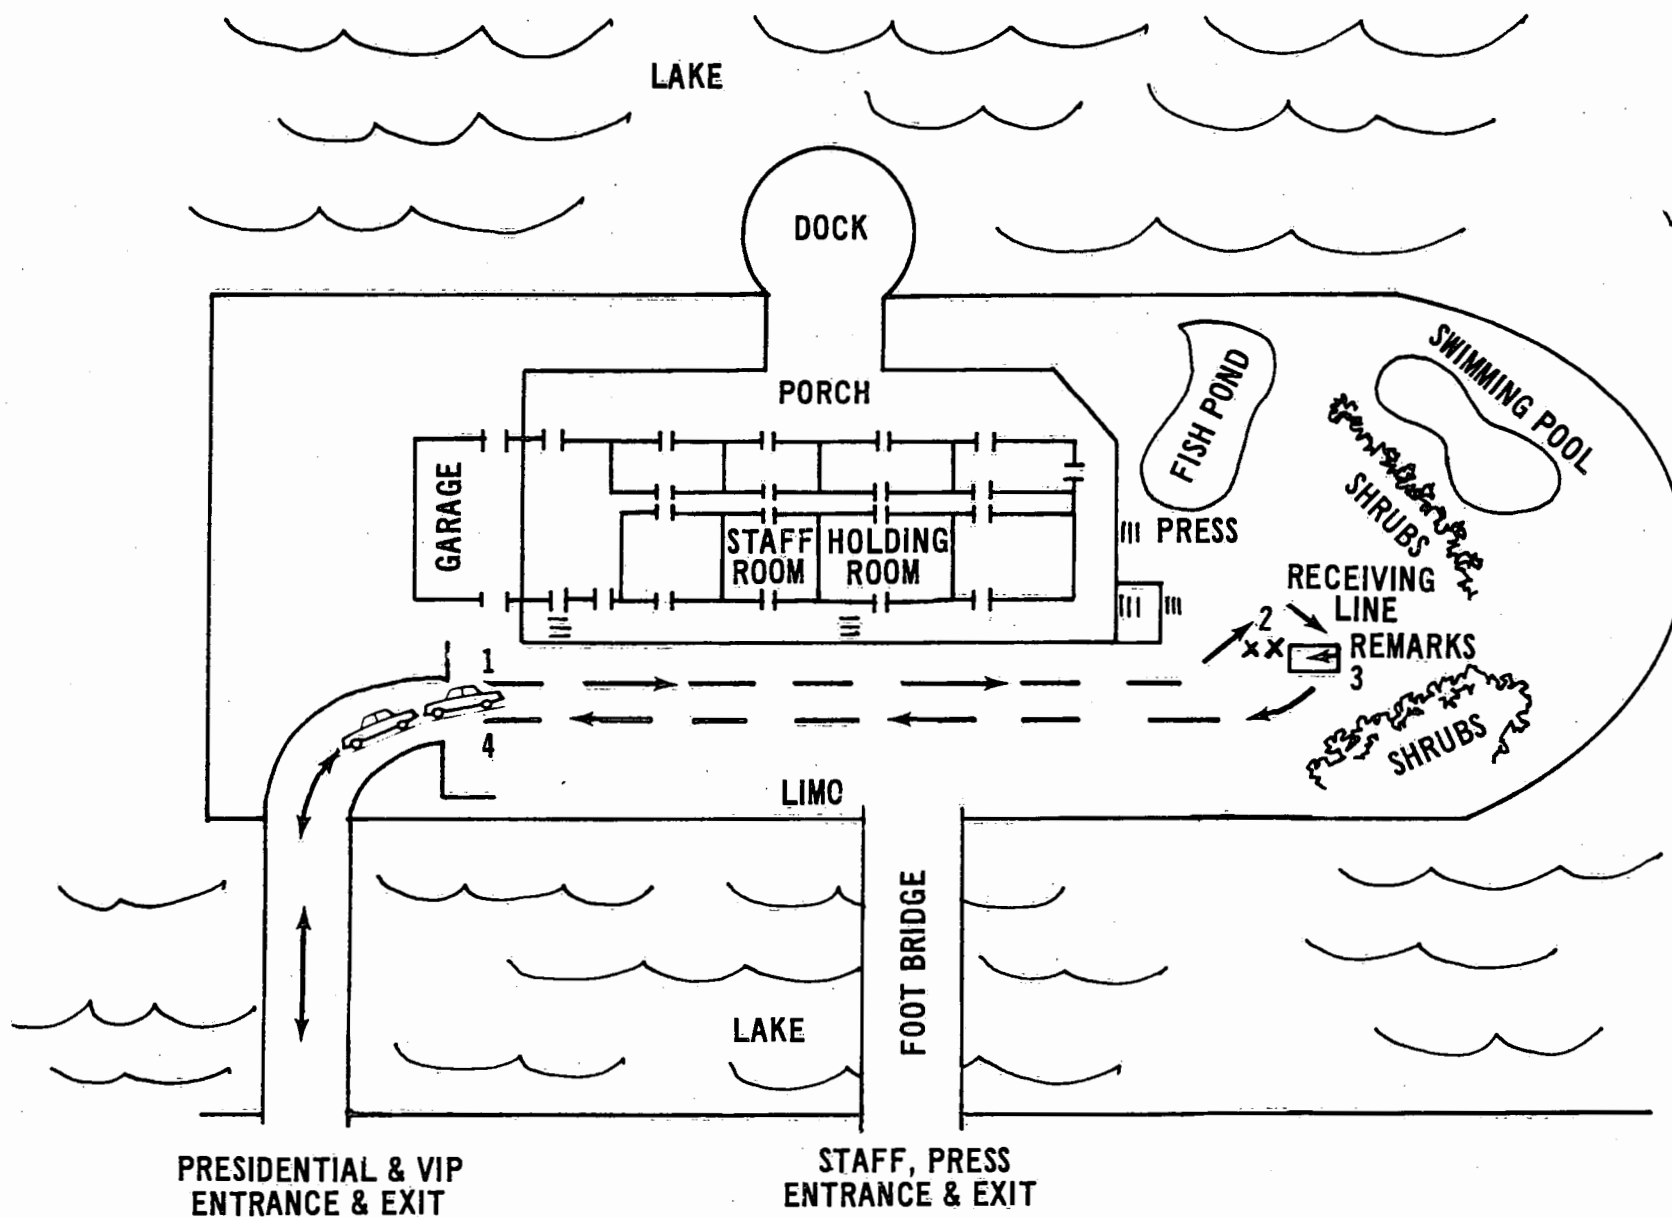 LAKE
DOCK
PORCH
FISH POND
SWIMMING POOL
SHRUBS
GARAGE
STAFF
ROOM
HOLDING
ROOM
PRESS
RECEIVING
LINE
2
XX
REMARKS
3
1
4
SHRUBS
LIMO
FOOT BRIDGE
LAKE
PRESIDENTIAL & VIP
ENTRANCE & EXIT
STAFF, PRESS
ENTRANCE & EXIT